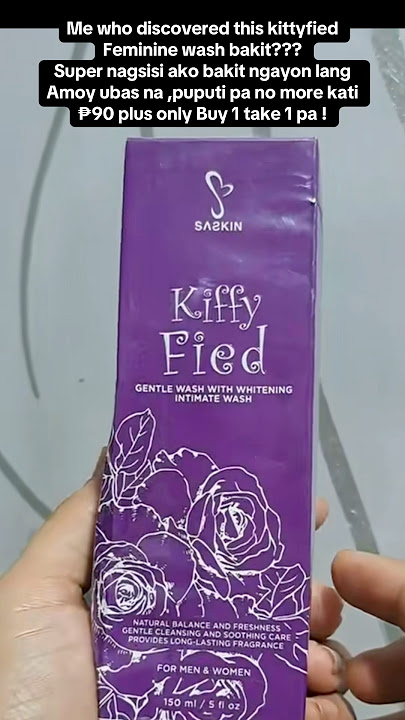 Me who discovered this kittyfied
Feminine wash bakit???
Super nagsisi ako bakit ngayon lang
Amoy ubas na ,puputi pa no more kati
₱90 plus only Buy 1 take 1 pa !
SASKIN
Kiffy
Fied
GENTLE WASH WITH WHITENING
INTIMATE WASH
NATURAL BALANCE AND FRESHNESS
GENTLE CLEANSING AND SOOTHING CARE
PROVIDES LONG-LASTING FRAGRANCE
FOR MEN & WOMEN
150 ml / 5 fl oz